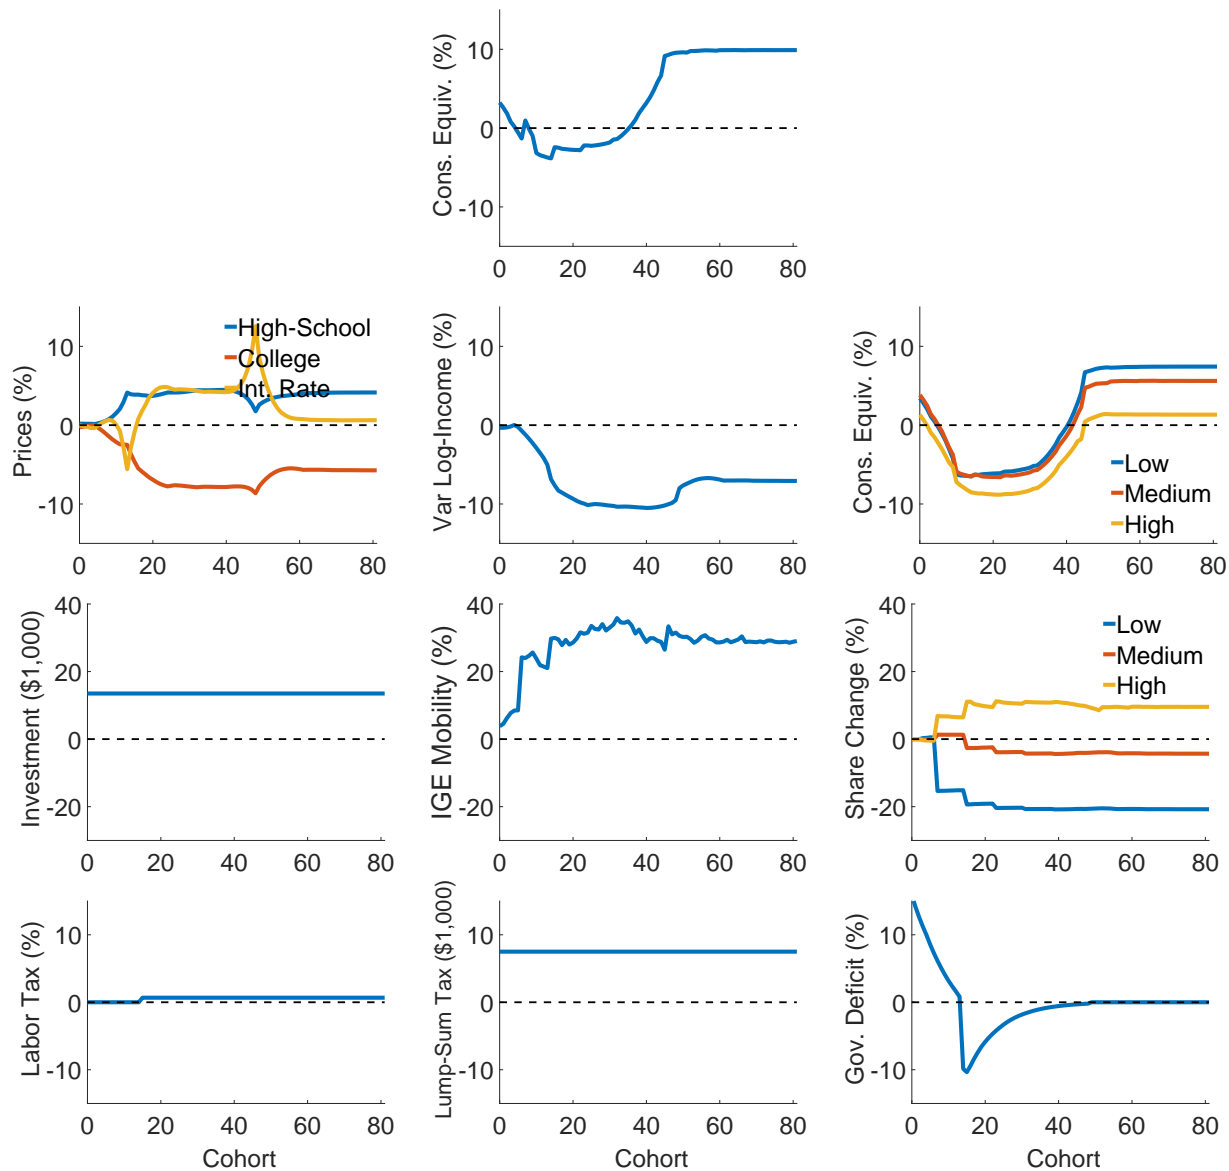 Cons. Equiv. (%)
10
0
-10
0 20 40 60 80
Prices (%)
10
0
-10
High-School
College
Int. Rate
0 20 40 60 80
Var Log-Income (%)
10
0
-10
0 20 40 60 80
Cons. Equiv. (%)
10
0
-10
Low
Medium
High
0 20 40 60 80
Investment ($1,000)
40
20
0
-20
0 20 40 60 80
IGE Mobility (%)
40
20
0
-20
0 20 40 60 80
Share Change (%)
40
20
0
-20
Low
Medium
High
0 20 40 60 80
Labor Tax (%)
10
0
-10
0 20 40 60 80
Cohort
Lump-Sum Tax ($1,000)
10
0
-10
0 20 40 60 80
Cohort
Gov. Deficit (%)
10
0
-10
0 20 40 60 80
Cohort